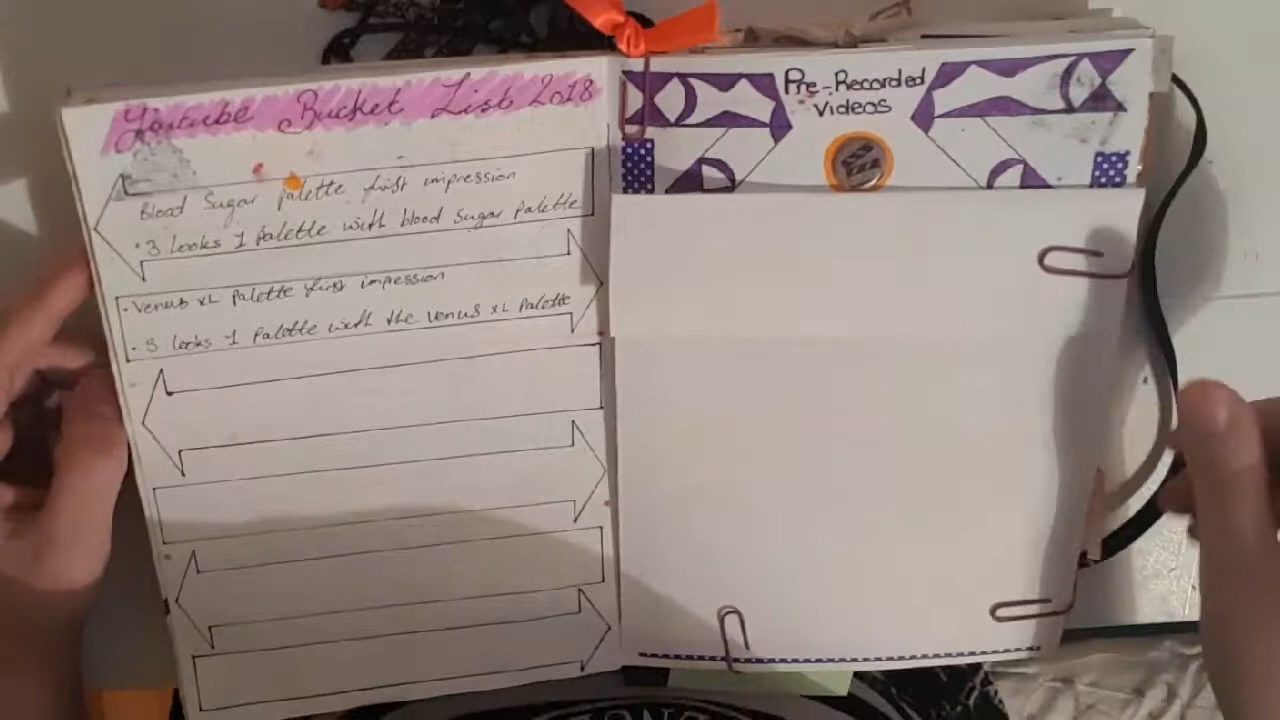 Youtube Bucket List 2018
Blood Sugar palette first impression
• 3 looks 1 Palette with blood Sugar Palette
• Venus XL Palette first impression
• 3 looks 1 Palette with the Venus XL Palette
Pre-Recorded
Videos